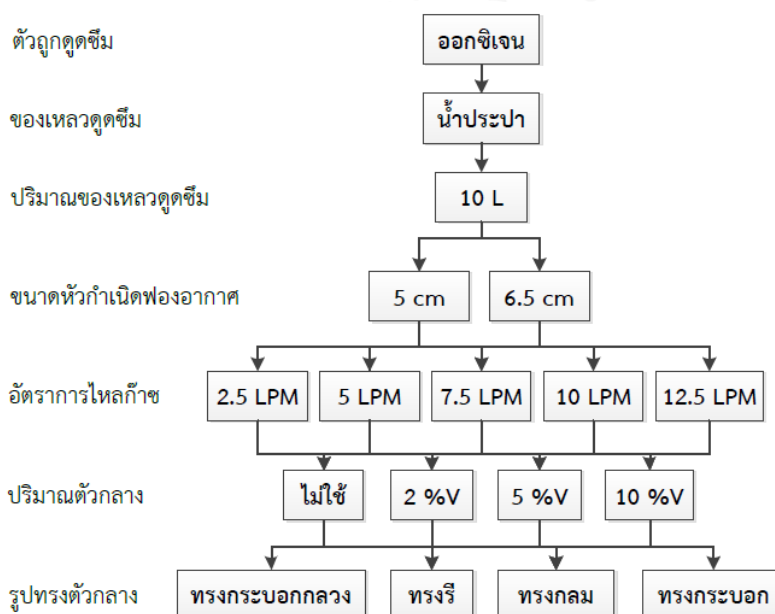 ตัวถูกดูดซึม ออกซิเจน
ของเหลวดูดซึม น้ำประปา
ปริมาณของเหลวดูดซึม 10 L
ขนาดหัวกำเนิดฟองอากาศ 5 cm 6.5 cm
อัตราการไหลก๊าซ 2.5 LPM 5 LPM 7.5 LPM 10 LPM 12.5 LPM
ปริมาณตัวกลาง ไม่ใช้ 2 %V 5 %V 10 %V
รูปทรงตัวกลาง ทรงกระบอกกลวง ทรงรี ทรงกลม ทรงกระบอก